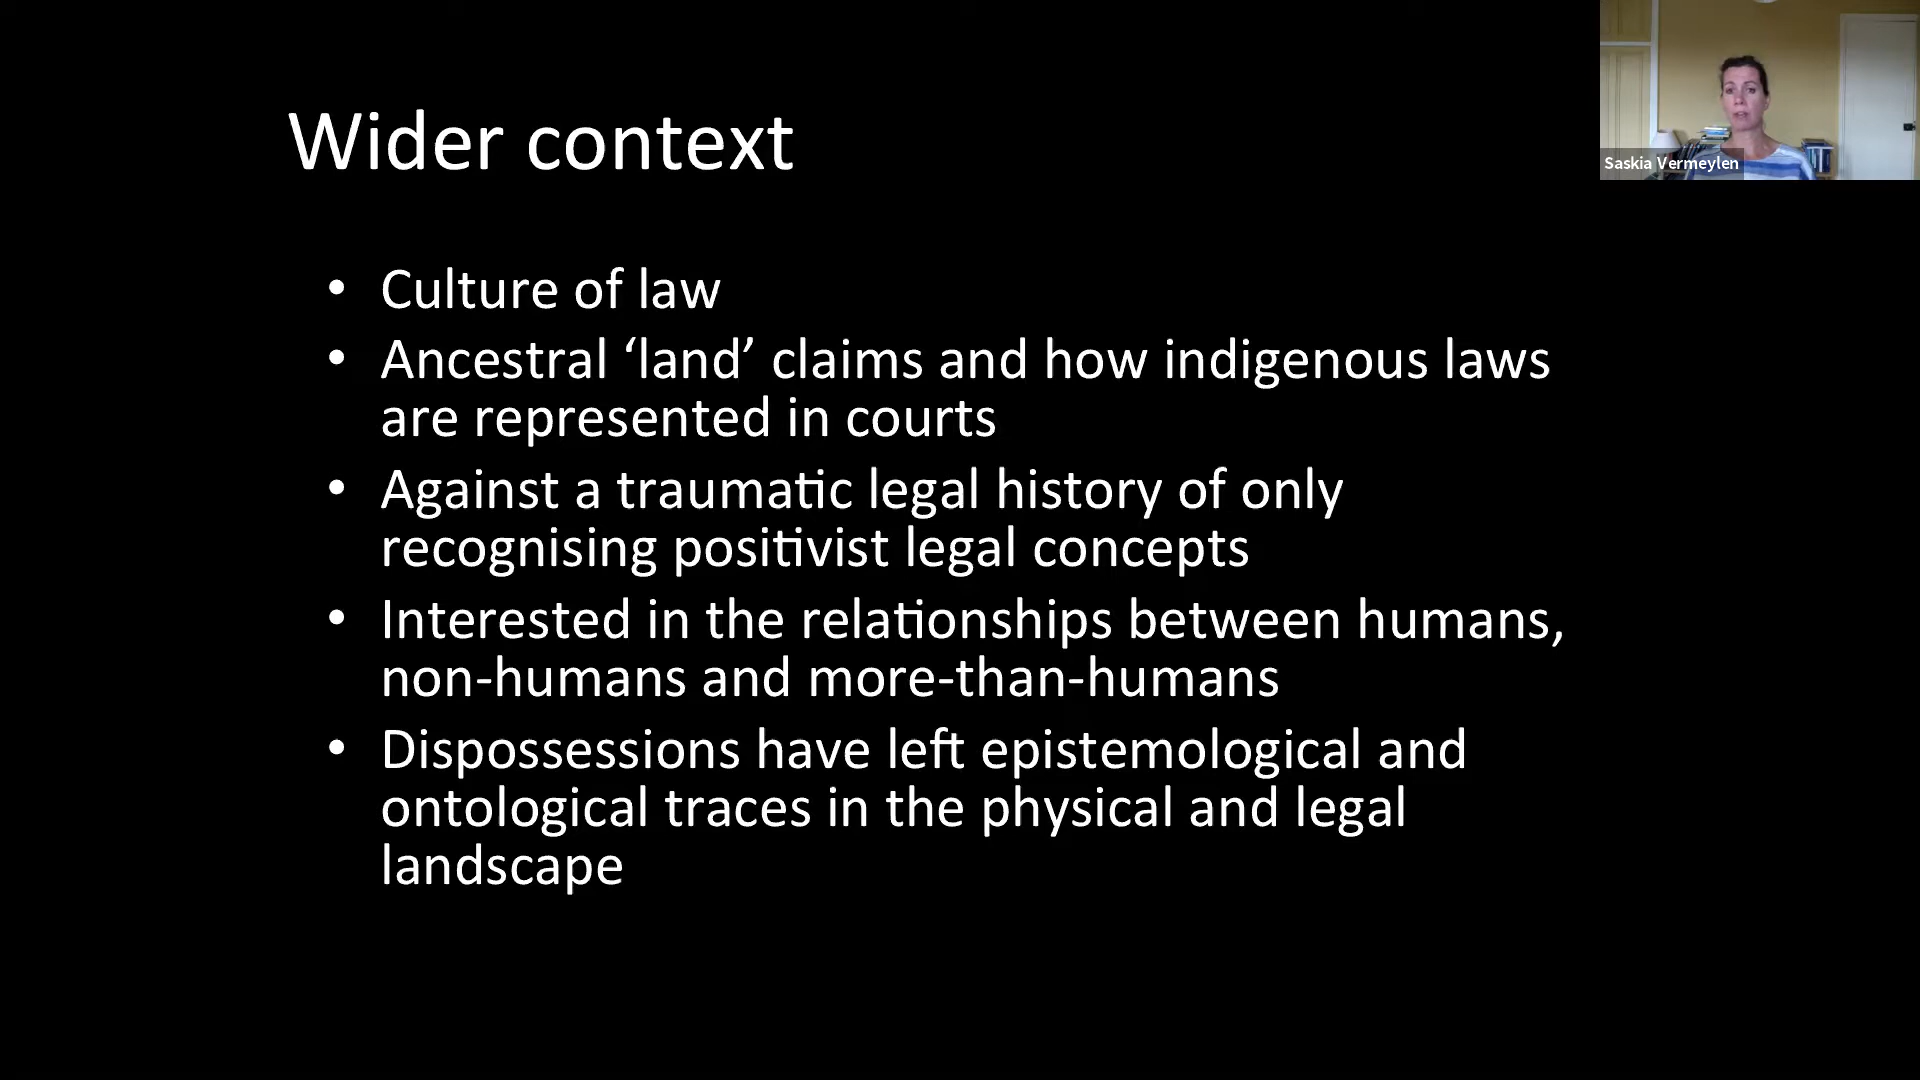 Wider context
Saskia Vermeylen
• Culture of law
• Ancestral ‘land’ claims and how indigenous laws
are represented in courts
• Against a traumatic legal history of only
recognising positivist legal concepts
• Interested in the relationships between humans,
non-humans and more-than-humans
• Dispossessions have left epistemological and
ontological traces in the physical and legal
landscape